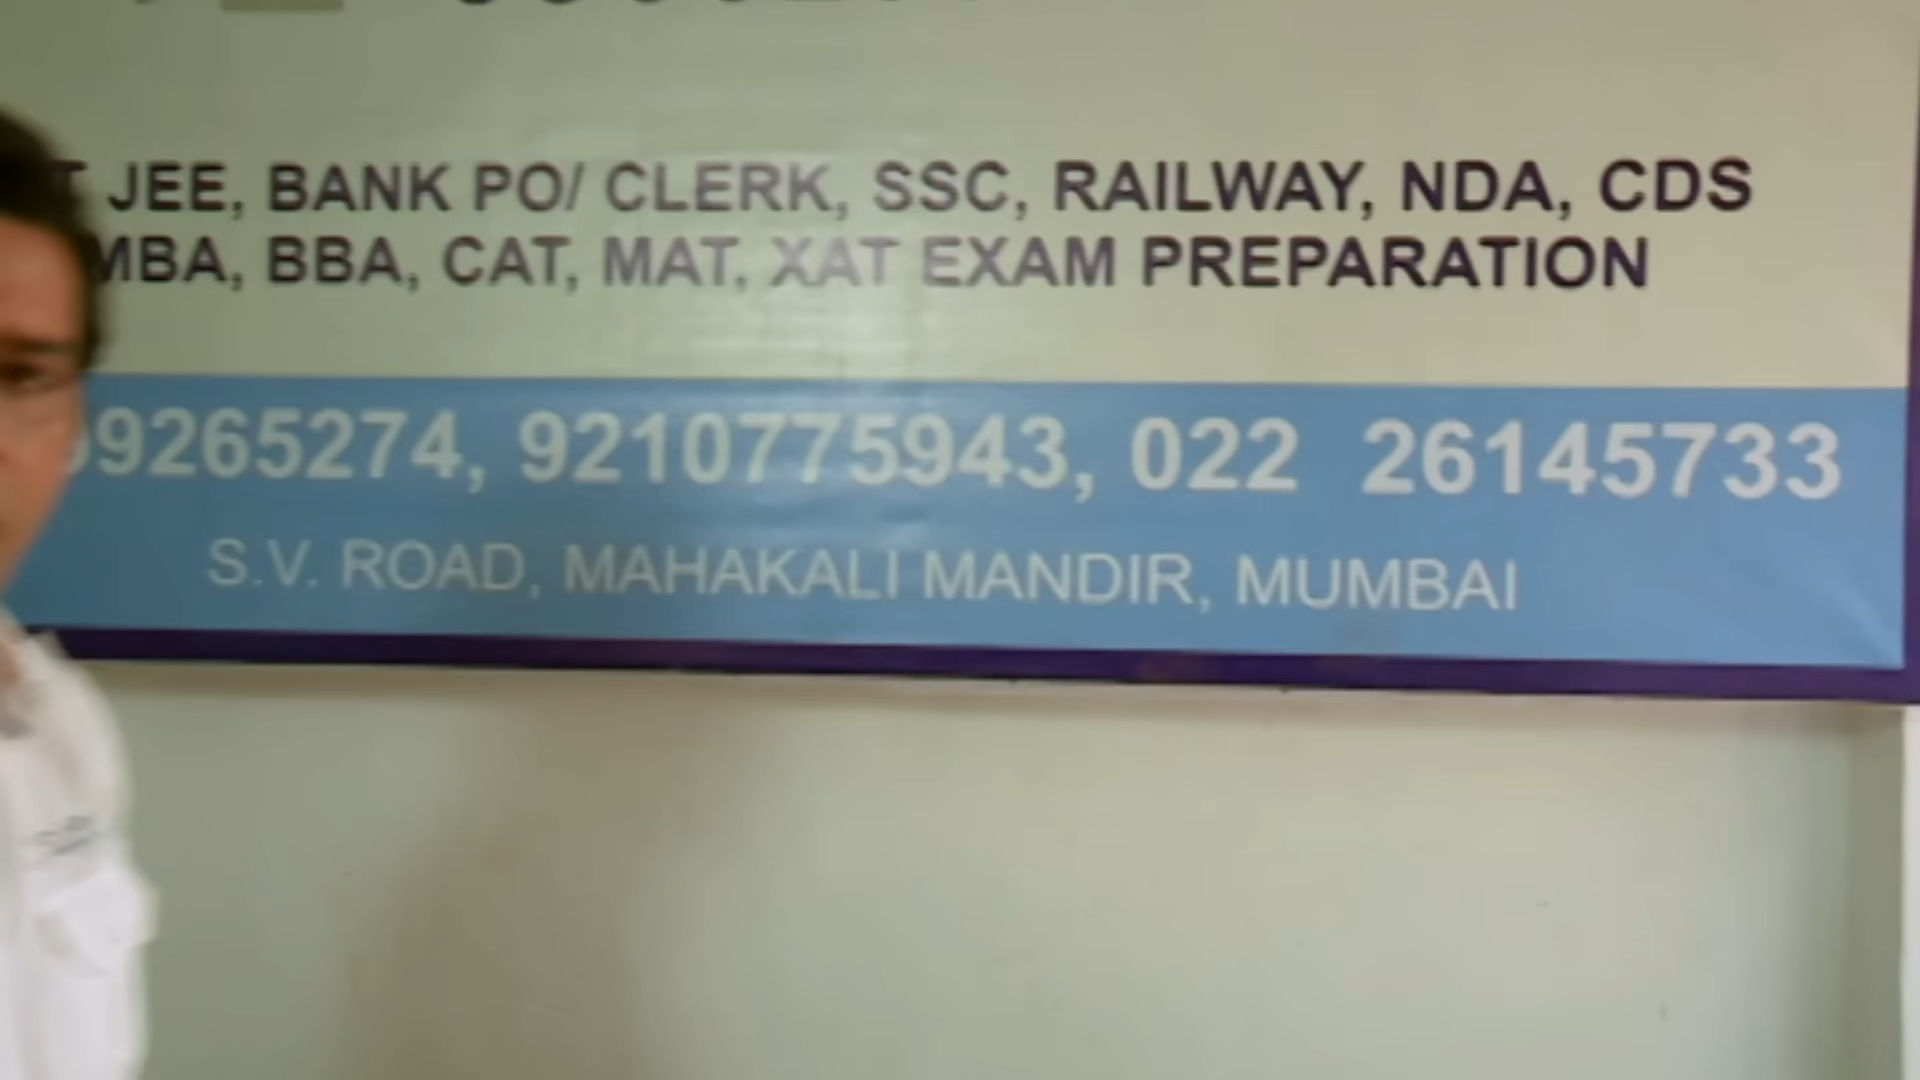 JEE, BANK PO/ CLERK, SSC, RAILWAY, NDA, CDS
MBA, BBA, CAT, MAT, XAT EXAM PREPARATION
99265274, 9210775943, 022 26145733
S.V. ROAD, MAHAKALI MANDIR, MUMBAI